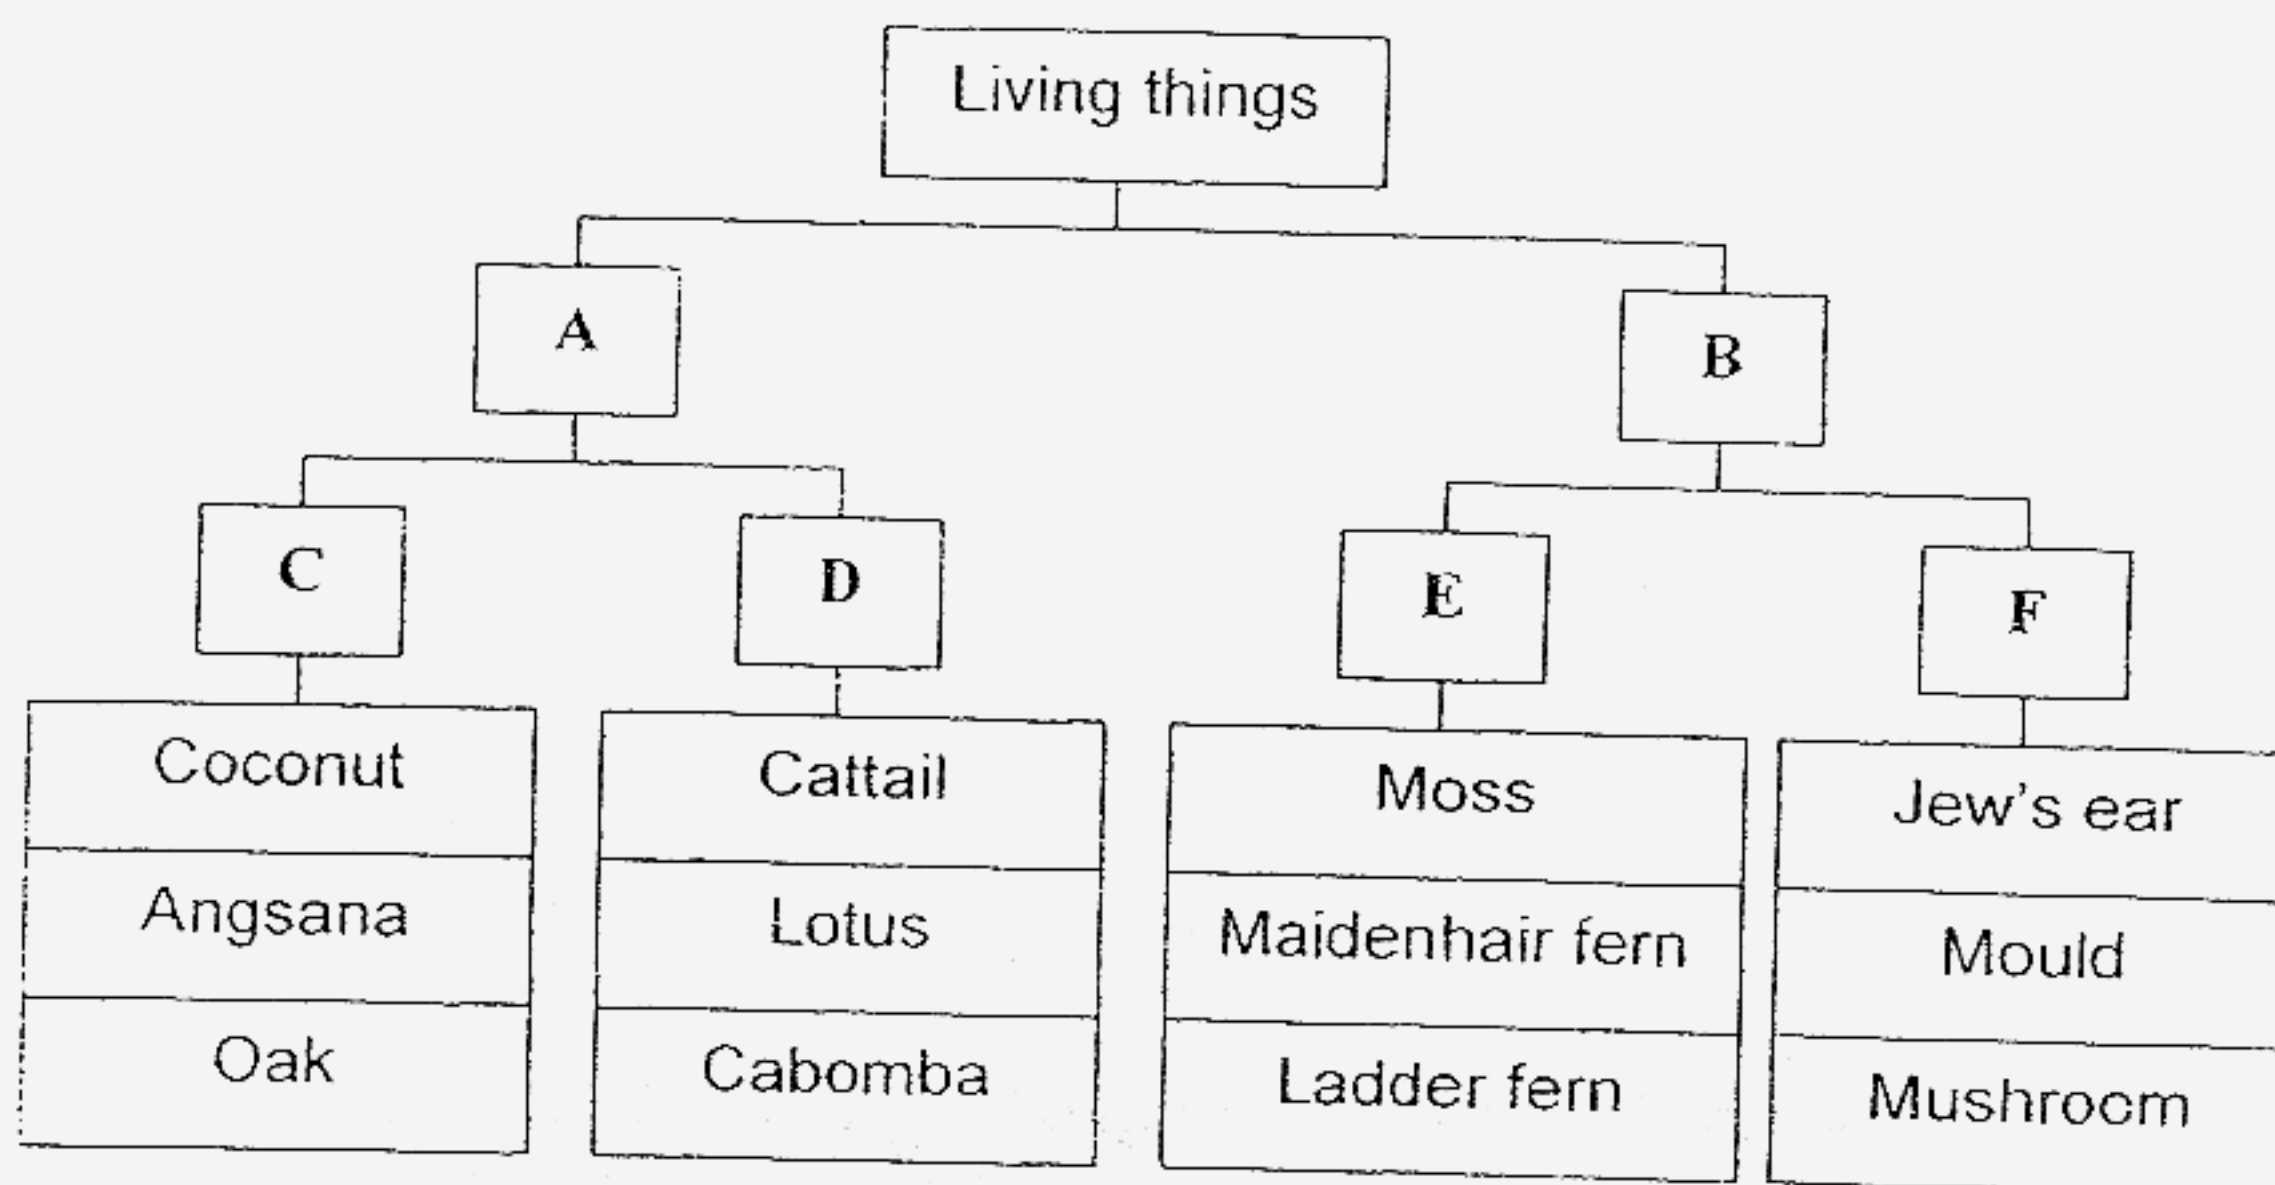 Living things
A
B
C
D
E
F
Coconut
Cattail
Moss
Jew's ear
Angsana
Lotus
Maidenhair fern
Mould
Oak
Cabomba
Ladder fern
Mushroom